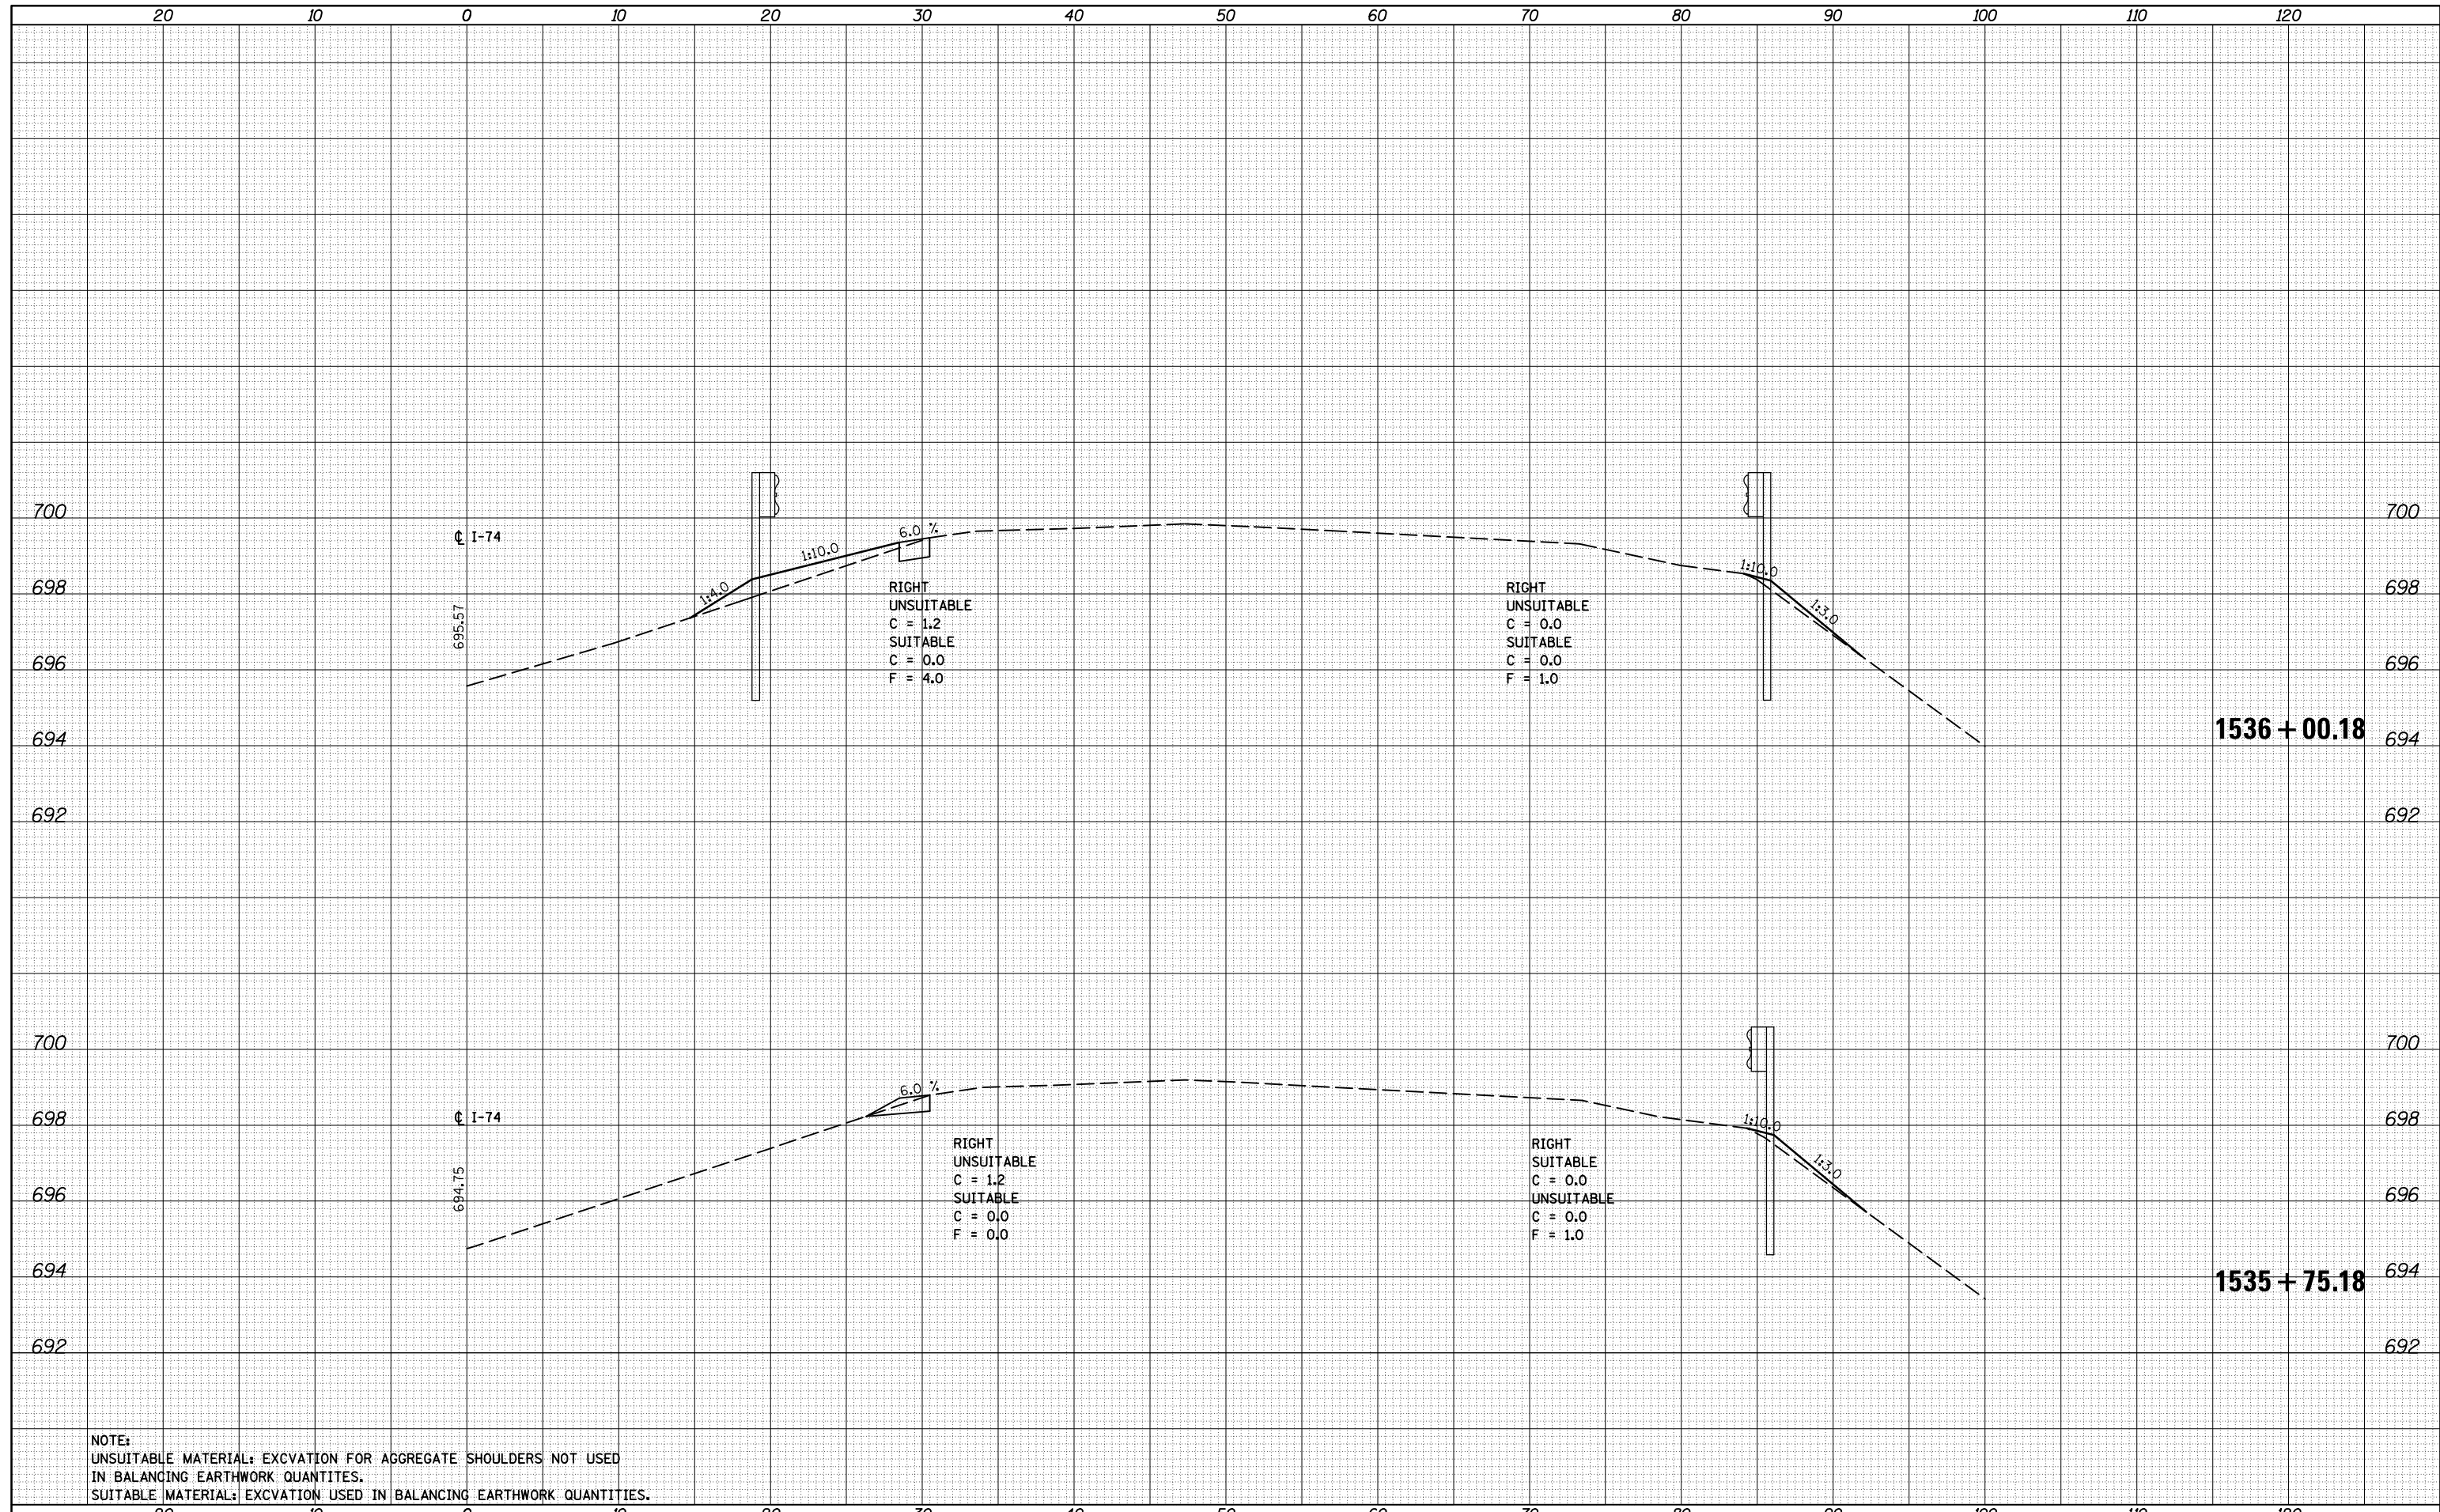 20 10 0 10 20 30 40 50 60 70 80 90 100 110 120
700 700
℄ I-74
6.0 %
1:10.0
1:4.0
1:10.0
1:3.0
698 698
695.57
RIGHT
UNSUITABLE
C = 1.2
SUITABLE
C = 0.0
F = 4.0
RIGHT
UNSUITABLE
C = 0.0
SUITABLE
C = 0.0
F = 1.0
696 696
1536+00.18
694 694
692 692
700 700
℄ I-74
6.0 %
1:10.0
1:3.0
698 698
694.75
RIGHT
UNSUITABLE
C = 1.2
SUITABLE
C = 0.0
F = 0.0
RIGHT
SUITABLE
C = 0.0
UNSUITABLE
C = 0.0
F = 1.0
696 696
1535+75.18
694 694
692 692
NOTE:
UNSUITABLE MATERIAL: EXCVATION FOR AGGREGATE SHOULDERS NOT USED
IN BALANCING EARTHWORK QUANTITES.
SUITABLE MATERIAL: EXCVATION USED IN BALANCING EARTHWORK QUANTITIES.